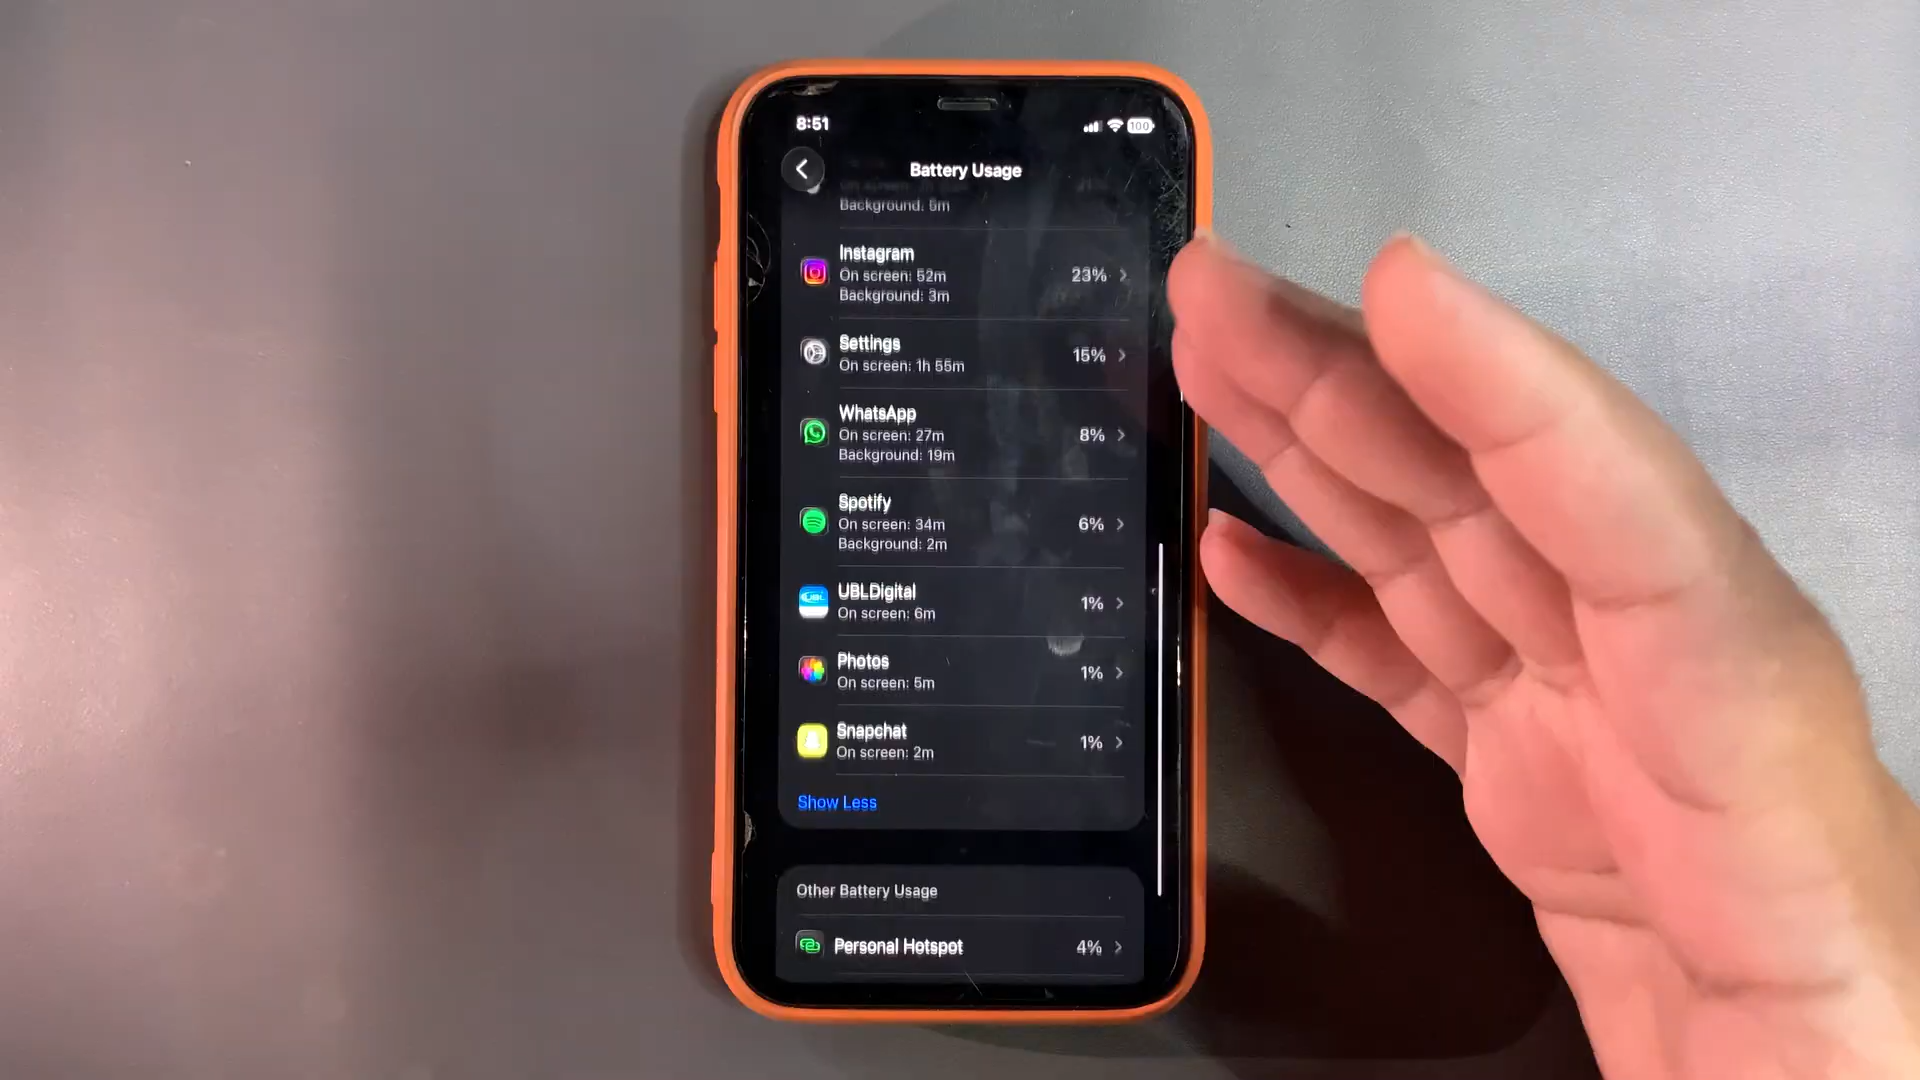 8:51
100
Battery Usage
Background: 5m
Instagram
On screen: 52m
23%
Background: 3m
Settings
On screen: 1h 55m
15%
WhatsApp
On screen: 27m
8%
Background: 19m
Spotify
On screen: 34m
6%
Background: 2m
UBLDigital
On screen: 6m
1%
UBL
Photos
On screen: 5m
1%
Snapchat
On screen: 2m
1%
Show Less
Other Battery Usage
Personal Hotspot
4%